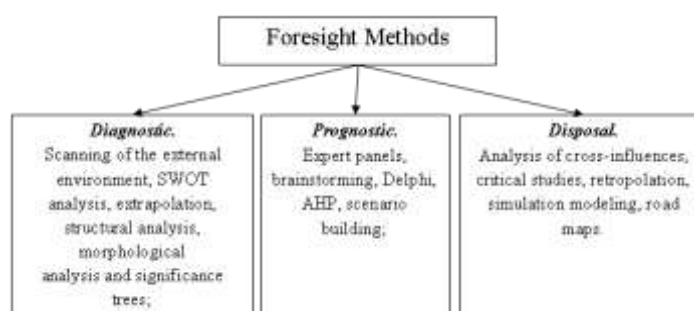 Foresight Methods
Diagnostic.
Scanning of the external
environment, SWOT
analysis, extrapolation,
structural analysis,
morphological
analysis and significance
trees;
Prognostic.
Expert panels,
brainstorming, Delphi,
AHP, scenario
building;
Disposal.
Analysis of cross-influences,
critical studies, retropolation,
simulation modeling, road
maps.